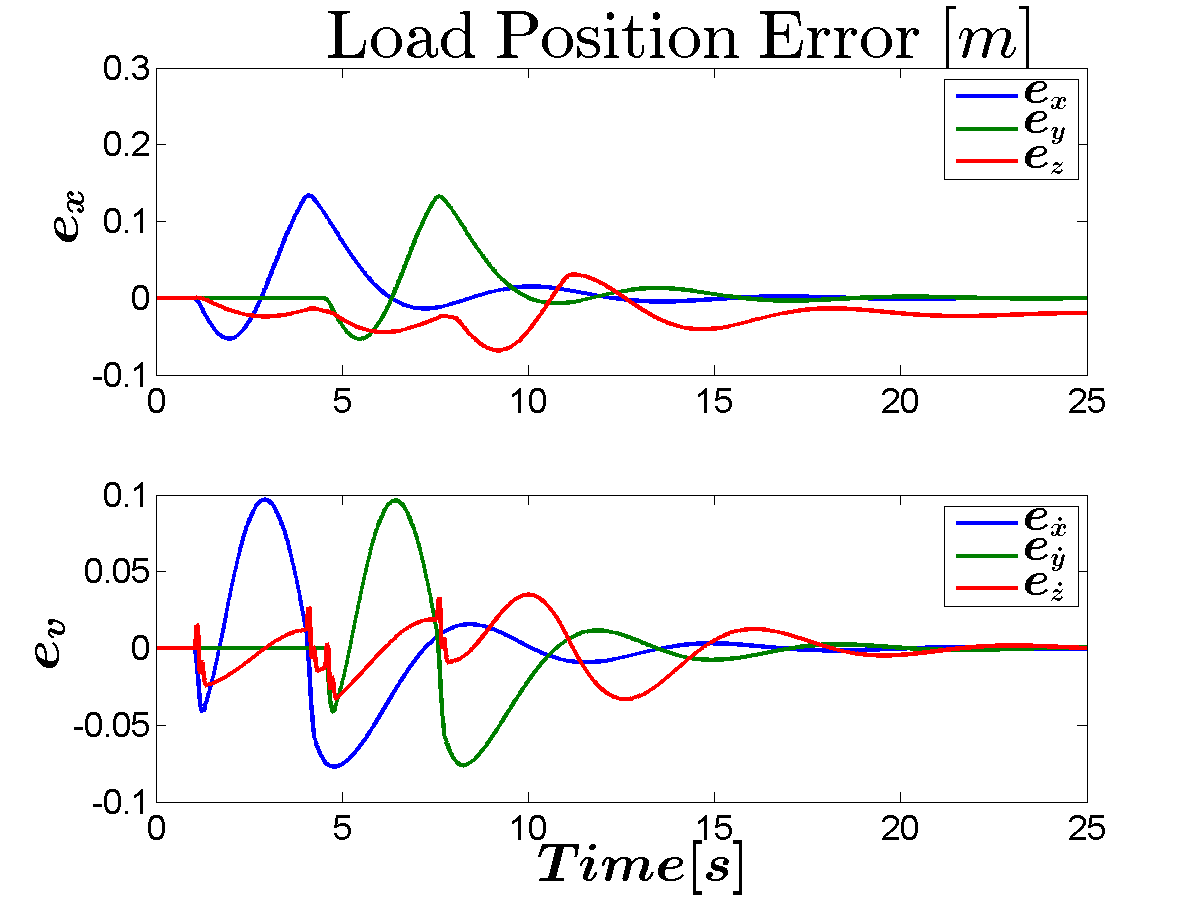 Load Position Error [m]
0.3
0.2
0.1
0
-0.1
e_x
e_x
e_y
e_z
0 5 10 15 20 25
0.1
0.05
0
-0.05
-0.1
e_v
e_ẋ
e_ẏ
e_ż
0 5 10 15 20 25
Time[s]